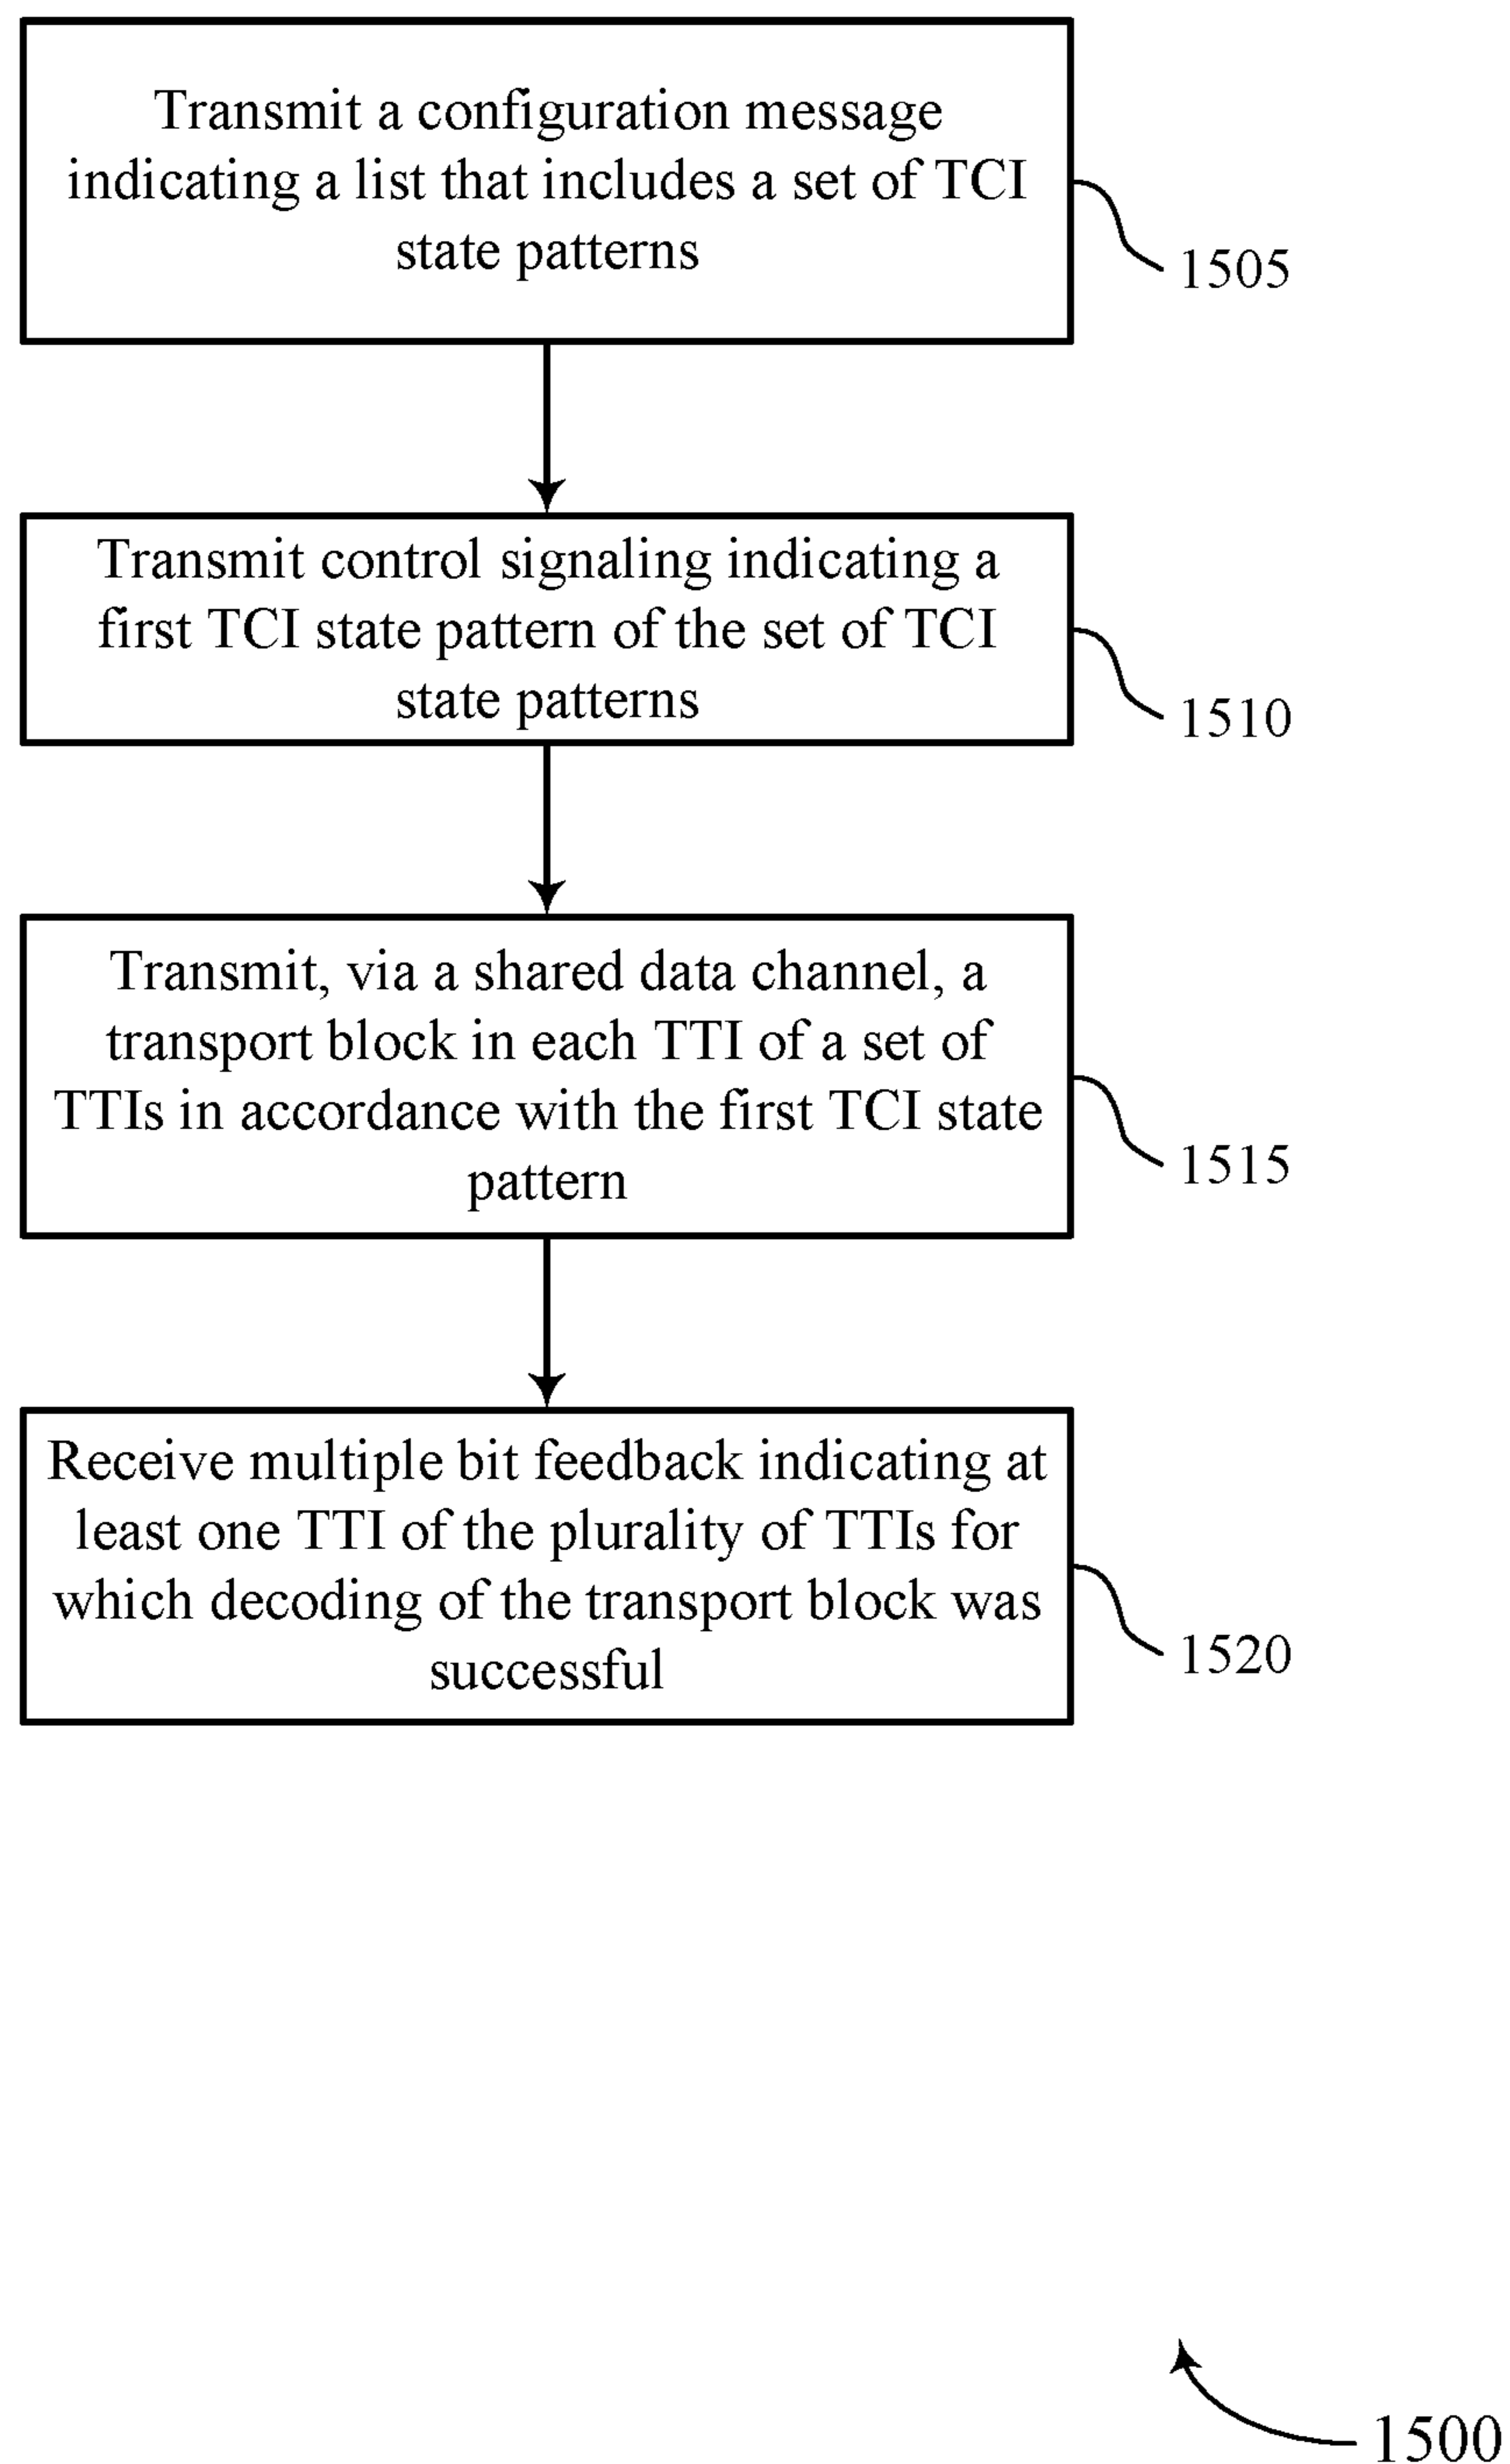 Transmit a configuration message
indicating a list that includes a set of TCI
state patterns
1505
Transmit control signaling indicating a
first TCI state pattern of the set of TCI
state patterns
1510
Transmit, via a shared data channel, a
transport block in each TTI of a set of
TTIs in accordance with the first TCI state
pattern
1515
Receive multiple bit feedback indicating at
least one TTI of the plurality of TTIs for
which decoding of the transport block was
successful
1520
1500